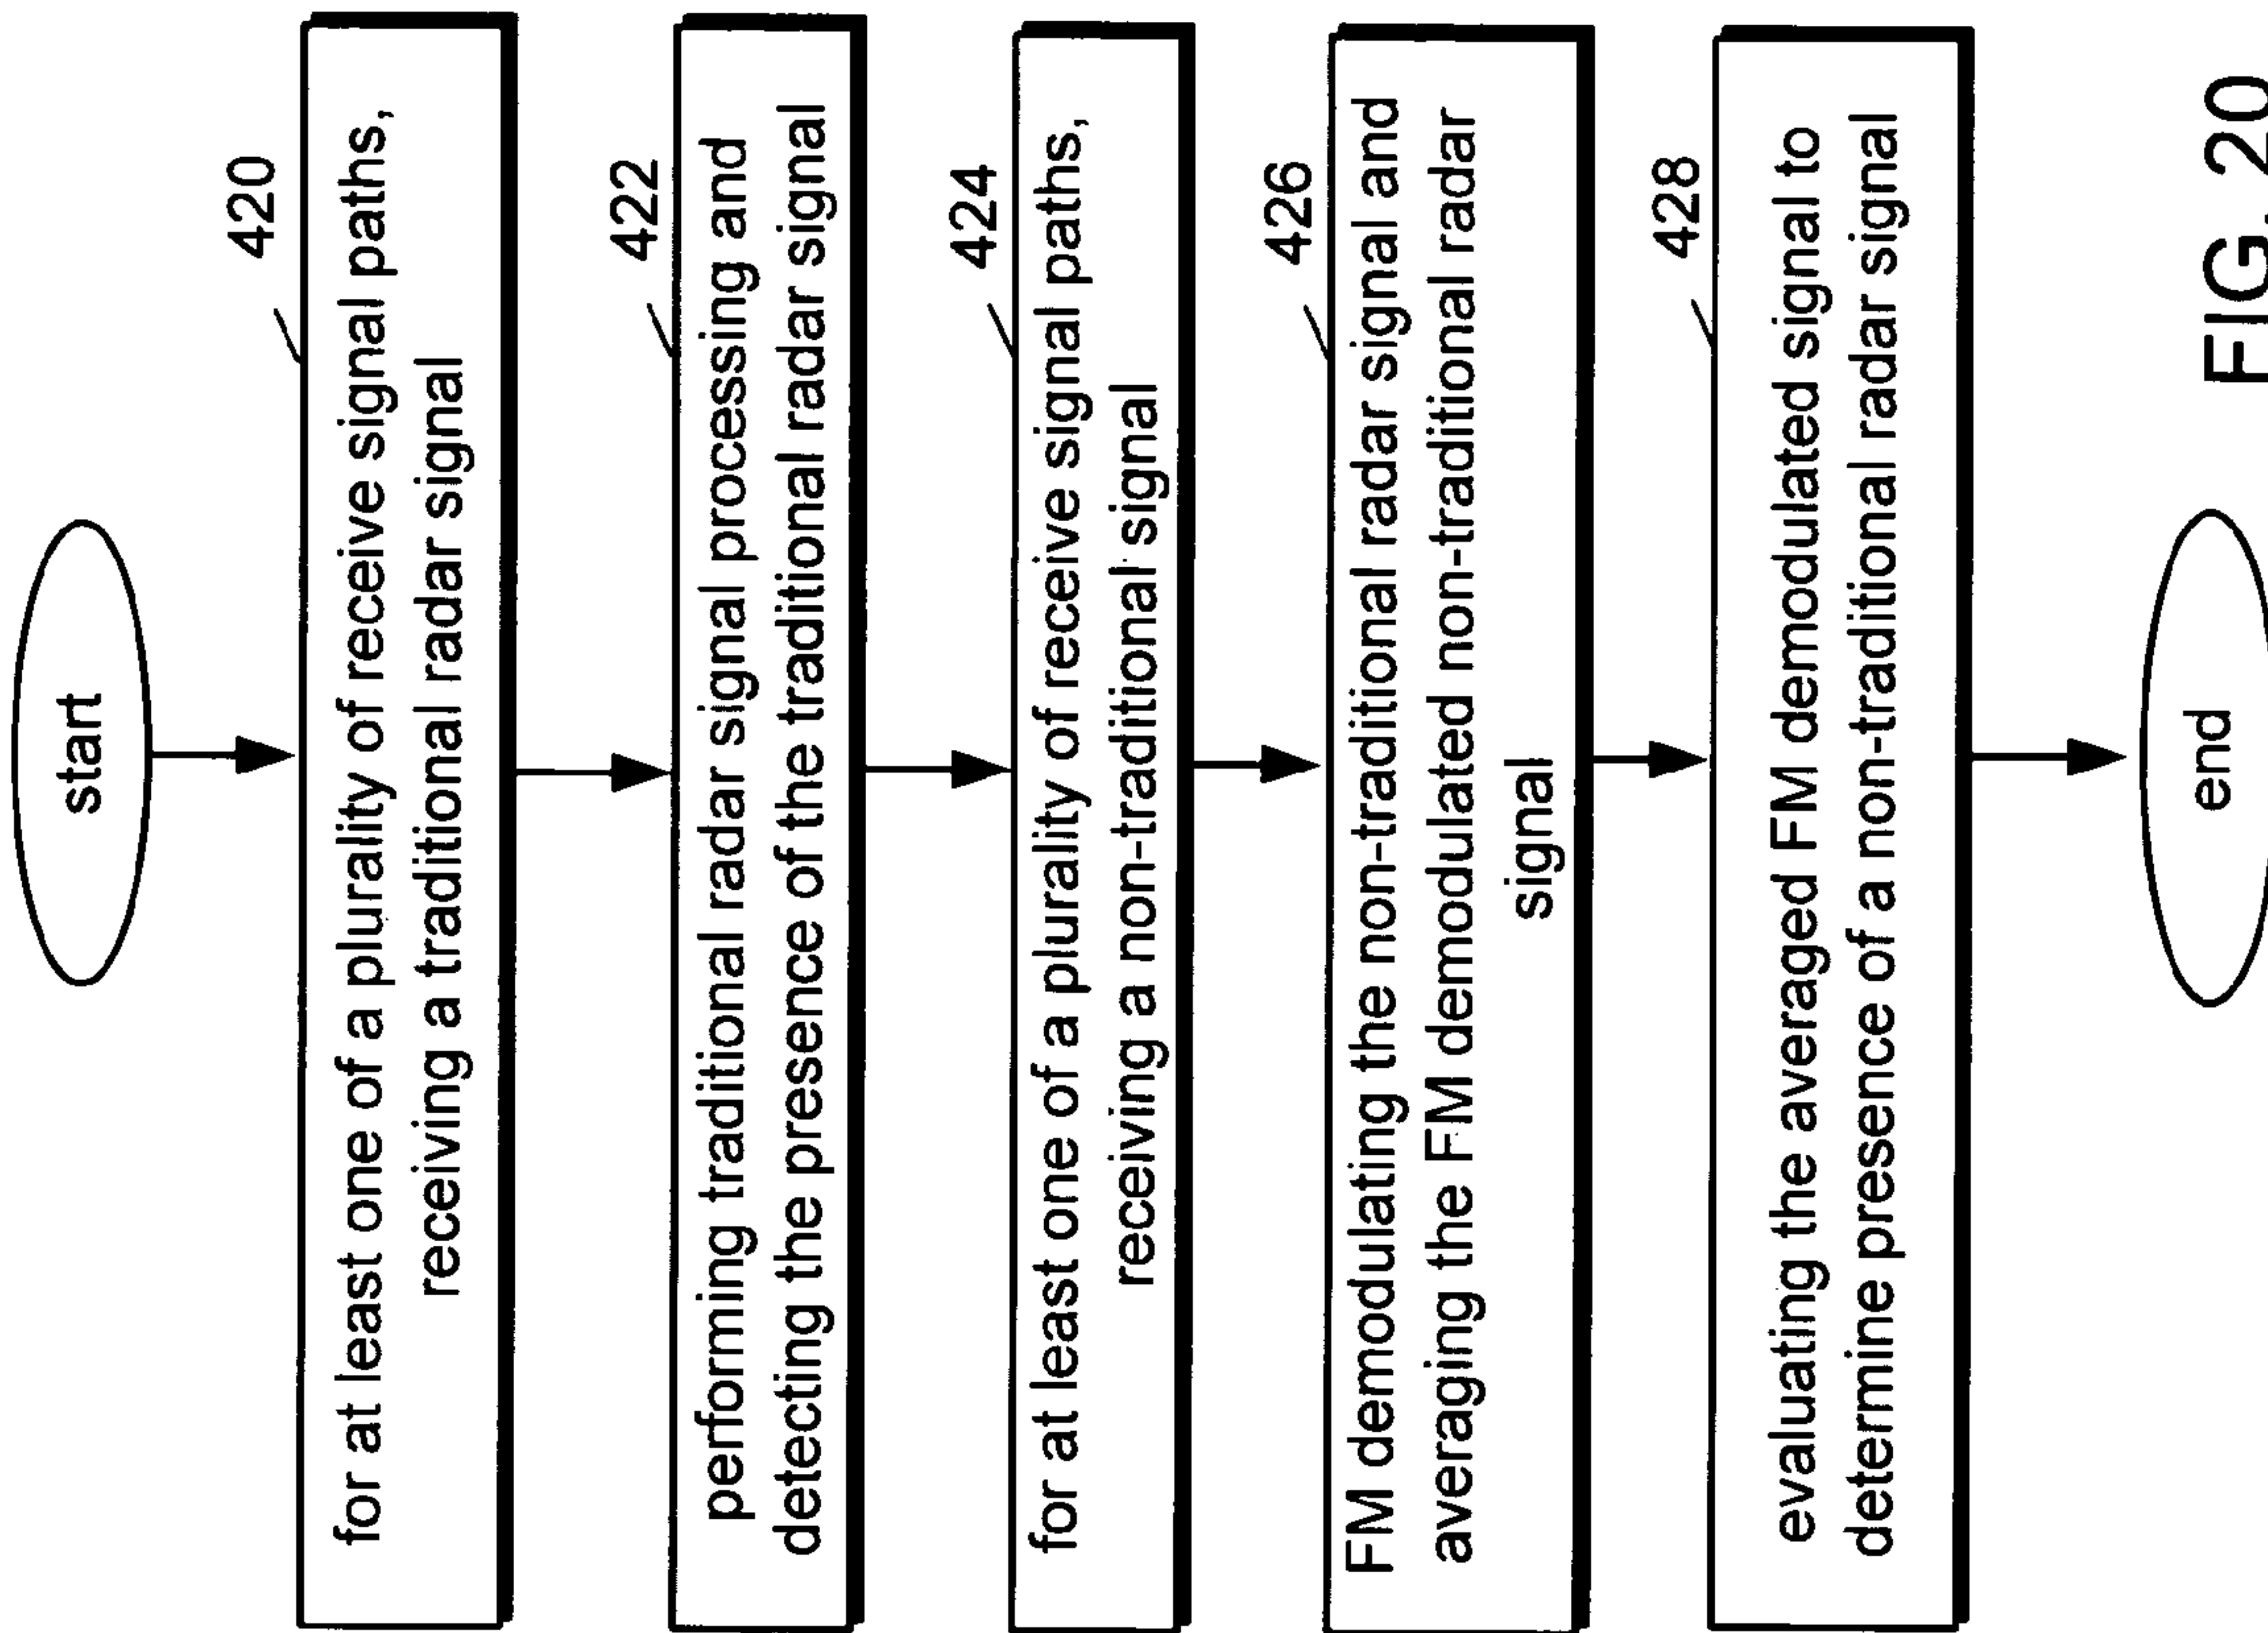 start
420
for at least one of a plurality of receive signal paths,
receiving a traditional radar signal
422
performing traditional radar signal processing and
detecting the presence of the traditional radar signal
424
for at least one of a plurality of receive signal paths,
receiving a non-traditional signal
426
FM demodulating the non-traditional radar signal and
averaging the FM demodulated non-traditional radar
signal
428
evaluating the averaged FM demodulated signal to
determine presence of a non-traditional radar signal
end
FIG. 20